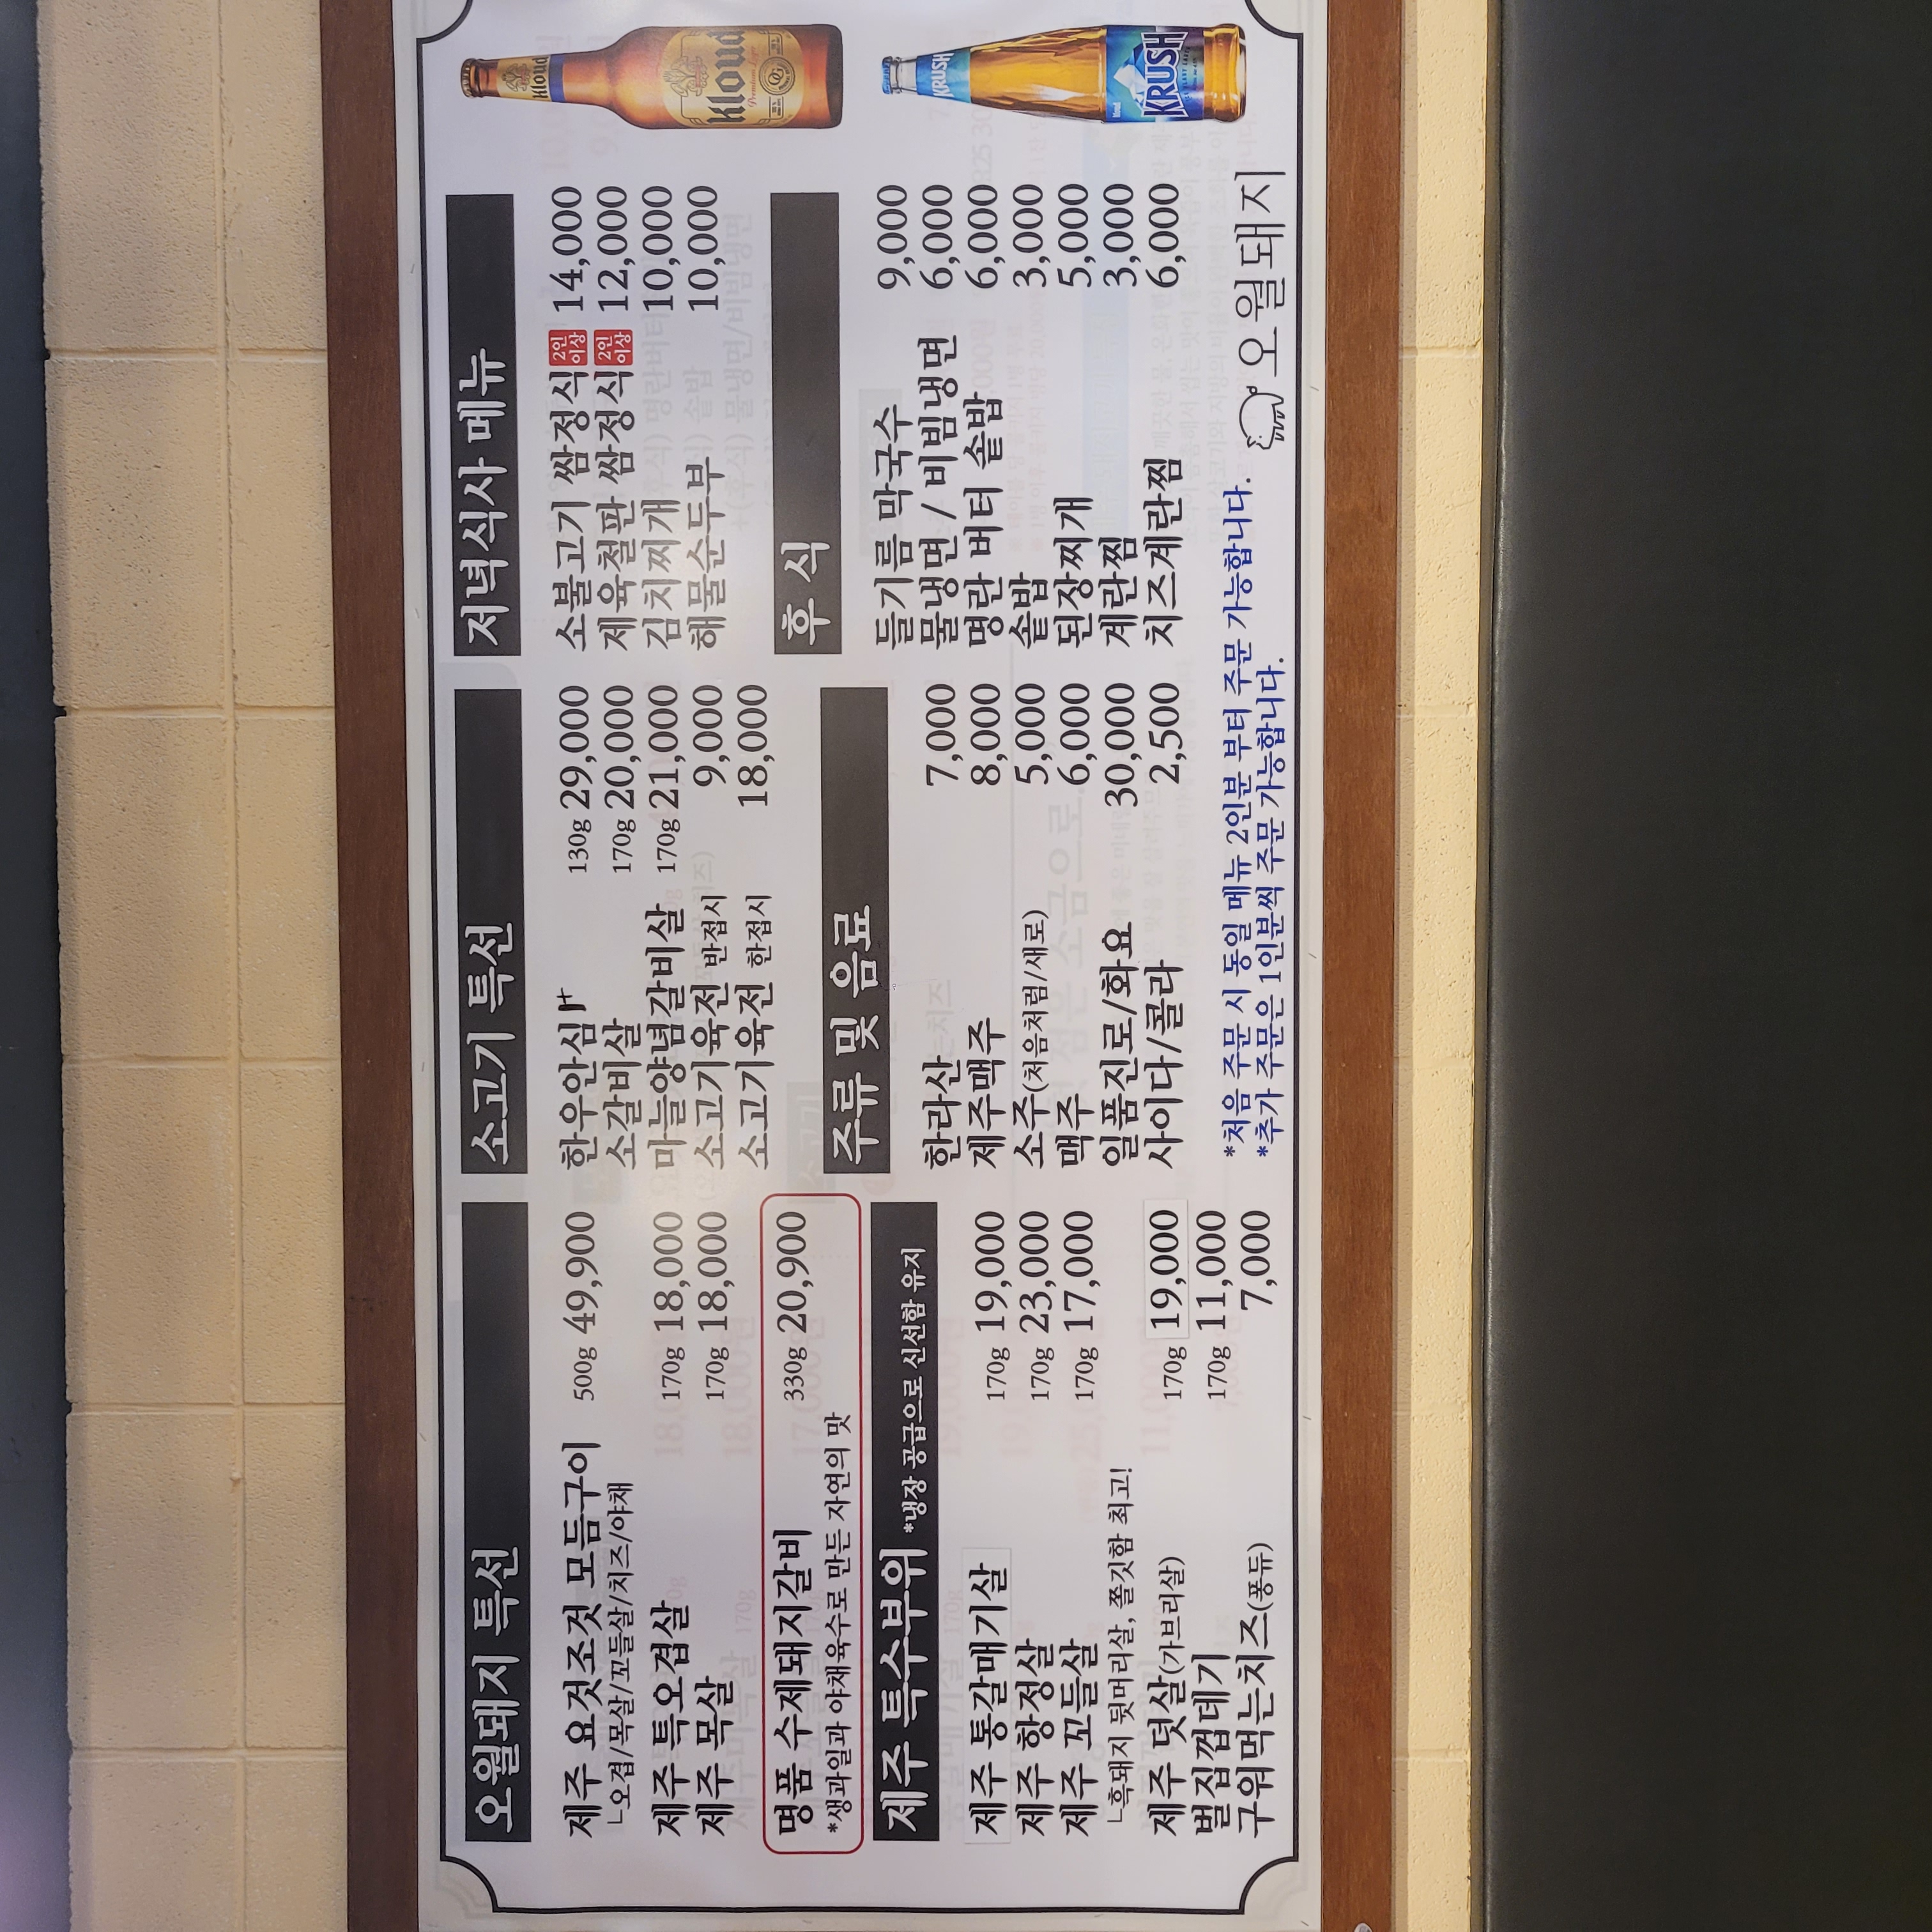 오월돼지 특선
제주 요것조것 모듬구이 500g 49,900
└오겹/목살/꼬들살/치즈/야채
제주 특오겹살 170g 18,000
제주 목살 170g 18,000
명품 수제돼지갈비 330g 20,900
*생과일과 야채육수로 만든 자연의 맛
제주 특수부위 *냉장 공급으로 신선함 유지
제주 통갈매기살 170g 19,000
제주 항정살 170g 23,000
제주 꼬들살 170g 17,000
└흑돼지 뒷머리살, 쫄깃함 최고!
제주 덧살(가브리살) 170g 19,000
벌집껍데기 170g 11,000
구워먹는치즈(퐁듀) 7,000
소고기 특선
한우안심 130g 29,000
소갈비살 170g 20,000
마늘양념갈비살 170g 21,000
소고기육전 반접시 9,000
소고기육전 한접시 18,000
주류 및 음료
한라산 7,000
제주맥주 8,000
소주(처음처럼/새로) 5,000
맥주 6,000
일품진로/화요 30,000
사이다/콜라 2,500
*처음 주문 시 동일 메뉴 2인분 부터 주문 가능합니다.
*추가 주문은 1인분씩 주문 가능합니다.
저녁식사 메뉴
소불고기 쌈정식 2인 이상 14,000
제육철판 쌈정식 2인 이상 12,000
김치찌개 10,000
해물순두부 10,000
후 식
들기름 막국수 9,000
물냉면 / 비빔냉면 6,000
명란 버터 솥밥 6,000
솥밥 3,000
된장찌개 5,000
계란찜 3,000
치즈계란찜 6,000
오월돼지
Kloud
Kloud
KRUSH
KRUSH